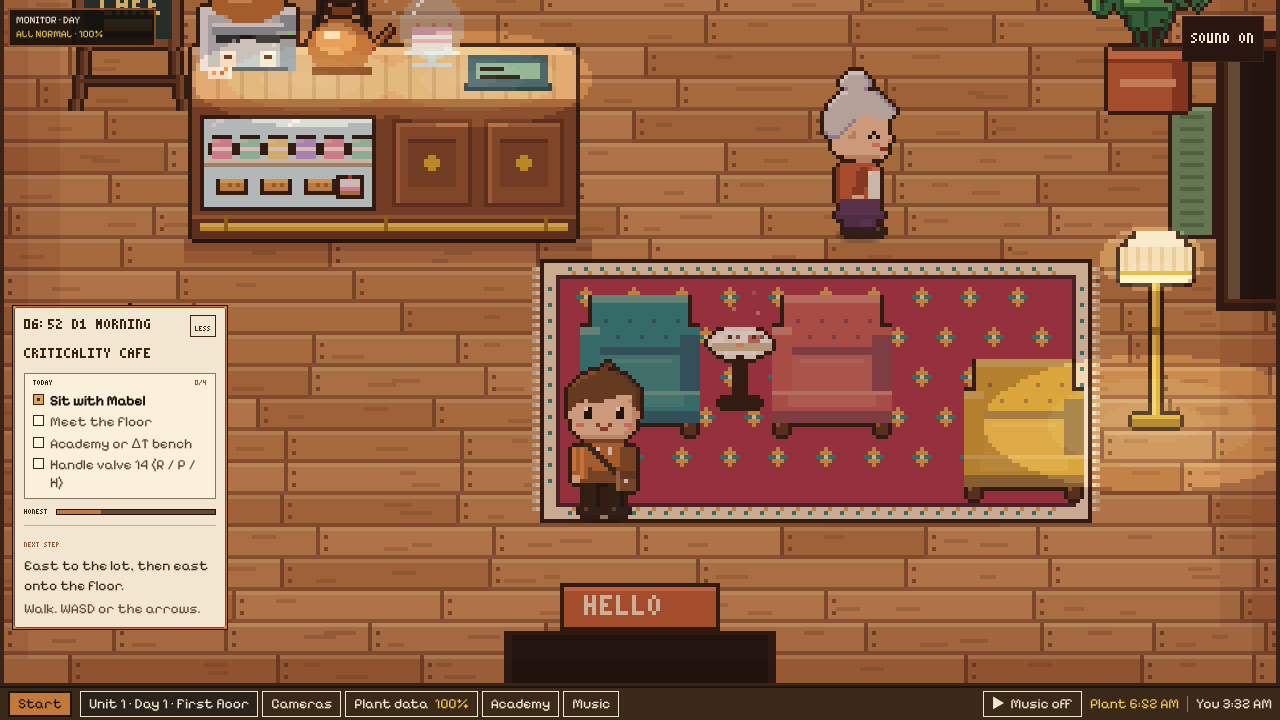 MONITOR · DAY
ALL NORMAL · 100%
SOUND ON
06:52 D1 MORNING
LESS
CRITICALITY CAFE
TODAY 0/4
Sit with Mabel
Meet the floor
Academy or ΔT bench
Handle valve 14 (R / P /
H)
HONEST
NEXT STEP
East to the lot, then east
onto the floor.
Walk. WASD or the arrows.
HELLO
Start
Unit 1 · Day 1 · First floor
Cameras
Plant data 100%
Academy
Music
Music off
Plant 6:52 AM
You 3:32 AM